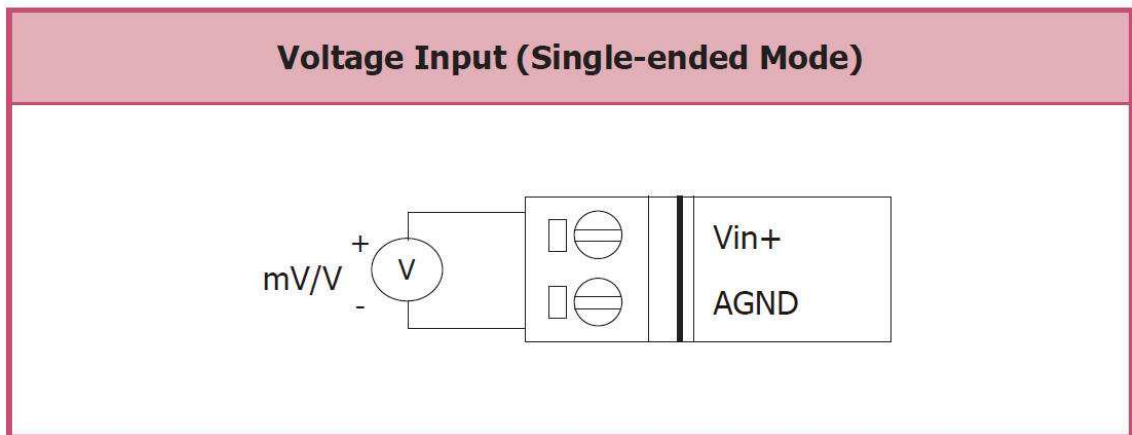 Voltage Input (Single-ended Mode)
+
mV/V
V
-
Vin+
AGND